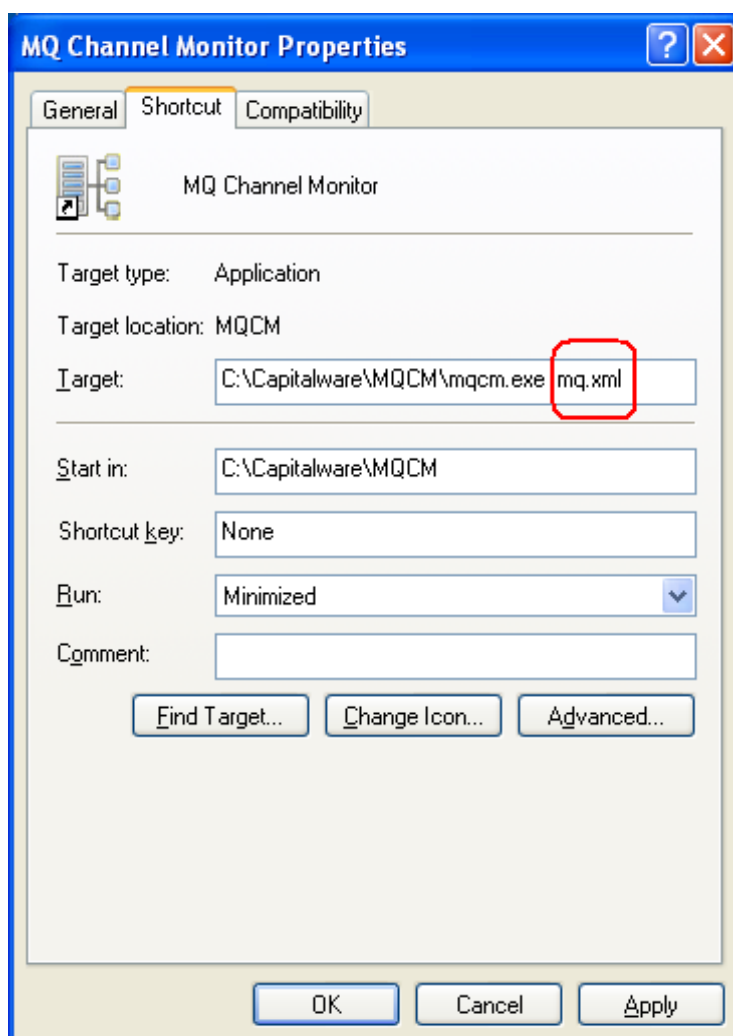 MQ Channel Monitor Properties
General Shortcut Compatibility
MQ Channel Monitor
Target type: Application
Target location: MQCM
Target: C:\Capitalware\MQCM\mqcm.exe mq.xml
Start in: C:\Capitalware\MQCM
Shortcut key: None
Run: Minimized
Comment:
Find Target... Change Icon... Advanced...
OK Cancel Apply